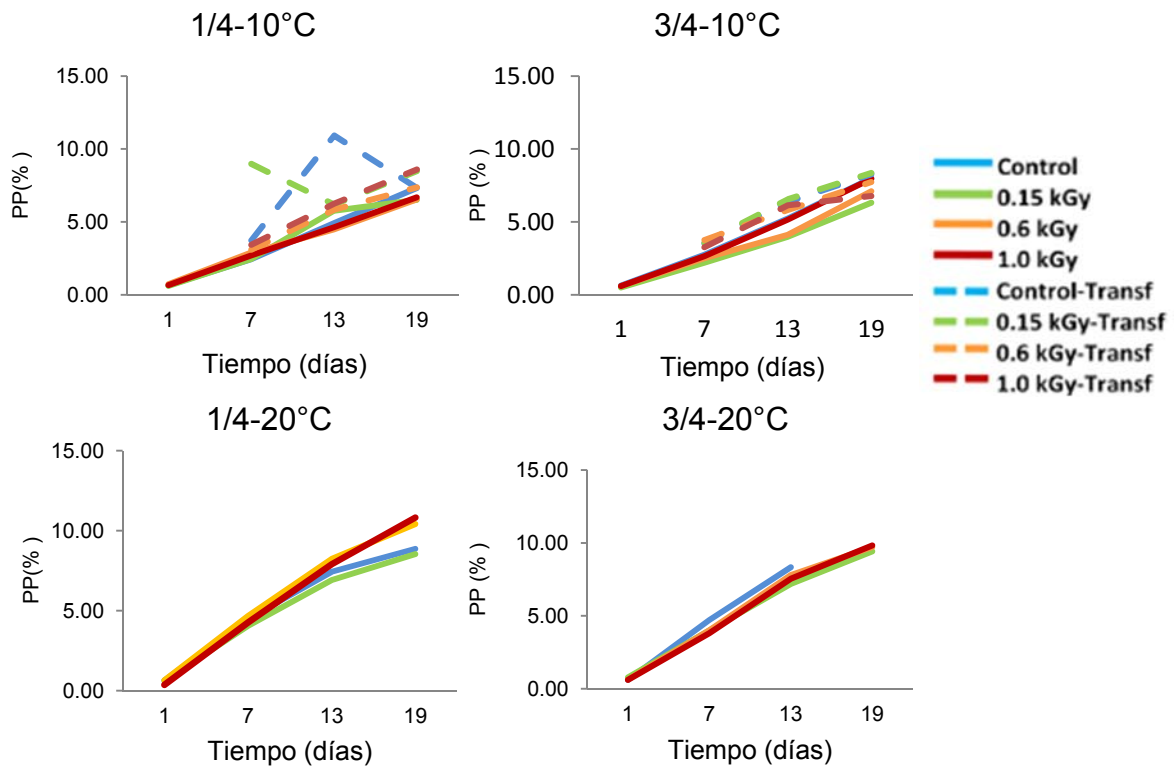 1/4-10°C
15.00
10.00
5.00
0.00
PP(% )
1 7 13 19
Tiempo (días)
3/4-10°C
15.00
10.00
5.00
0.00
PP (% )
1 7 13 19
Tiempo (días)
Control
0.15 kGy
0.6 kGy
1.0 kGy
Control-Transf
0.15 kGy-Transf
0.6 kGy-Transf
1.0 kGy-Transf
1/4-20°C
15.00
10.00
5.00
0.00
PP(% )
1 7 13 19
Tiempo (días)
3/4-20°C
15.00
10.00
5.00
0.00
PP (% )
1 7 13 19
Tiempo (días)